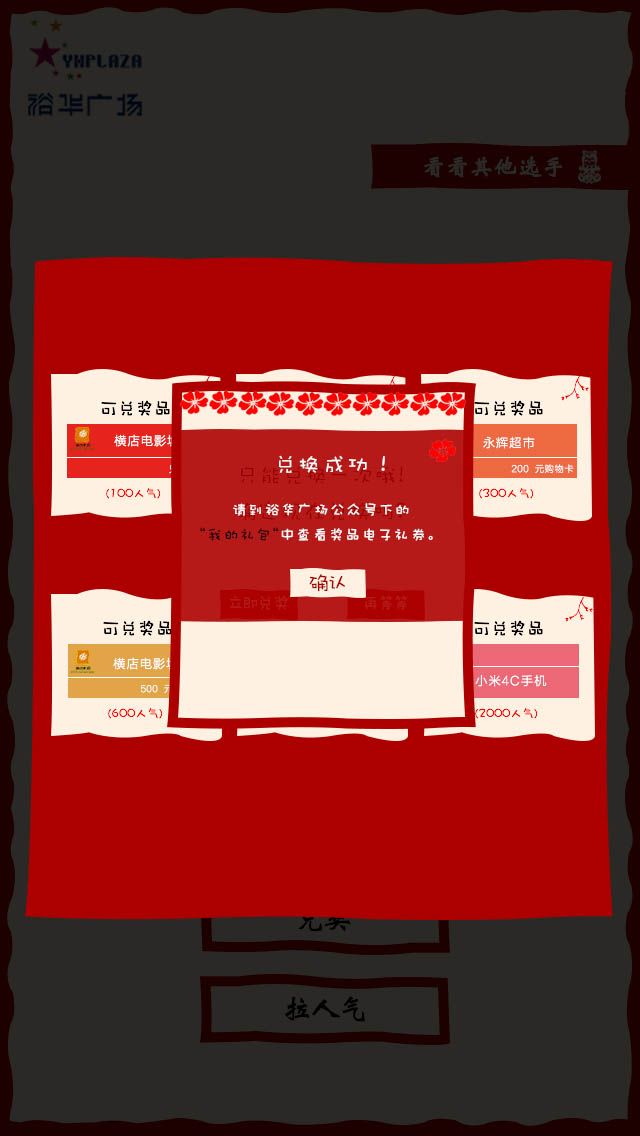 YHPLAZA
裕华广场
看看其他选手
可兑奖品
横店电影城
(100人气)
可兑奖品
永辉超市
200 元购物卡
(300人气)
兑换成功！
只能兑换一次哦！
请到裕华广场公众号下的
“我的礼包”中查看奖品电子礼券。
确认
立即兑奖
再等等
可兑奖品
横店电影城
500 元
(600人气)
可兑奖品
小米4C手机
(2000人气)
兑奖
拉人气